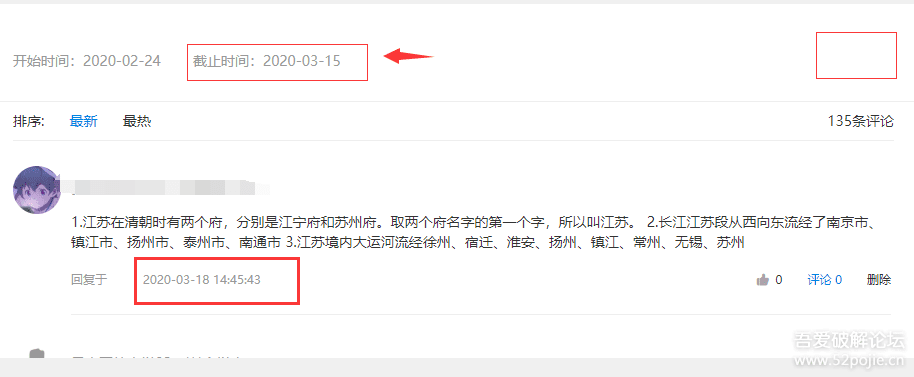 开始时间：2020-02-24 截止时间：2020-03-15
排序: 最新 最热 135条评论
1.江苏在清朝时有两个府，分别是江宁府和苏州府。取两个府名字的第一个字，所以叫江苏。 2.长江江苏段从西向东流经了南京市、
镇江市、扬州市、泰州市、南通市 3.江苏境内大运河流经徐州、宿迁、淮安、扬州、镇江、常州、无锡、苏州
回复于 2020-03-18 14:45:43 0 评论 0 删除
吾爱破解论坛
www.52pojie.cn